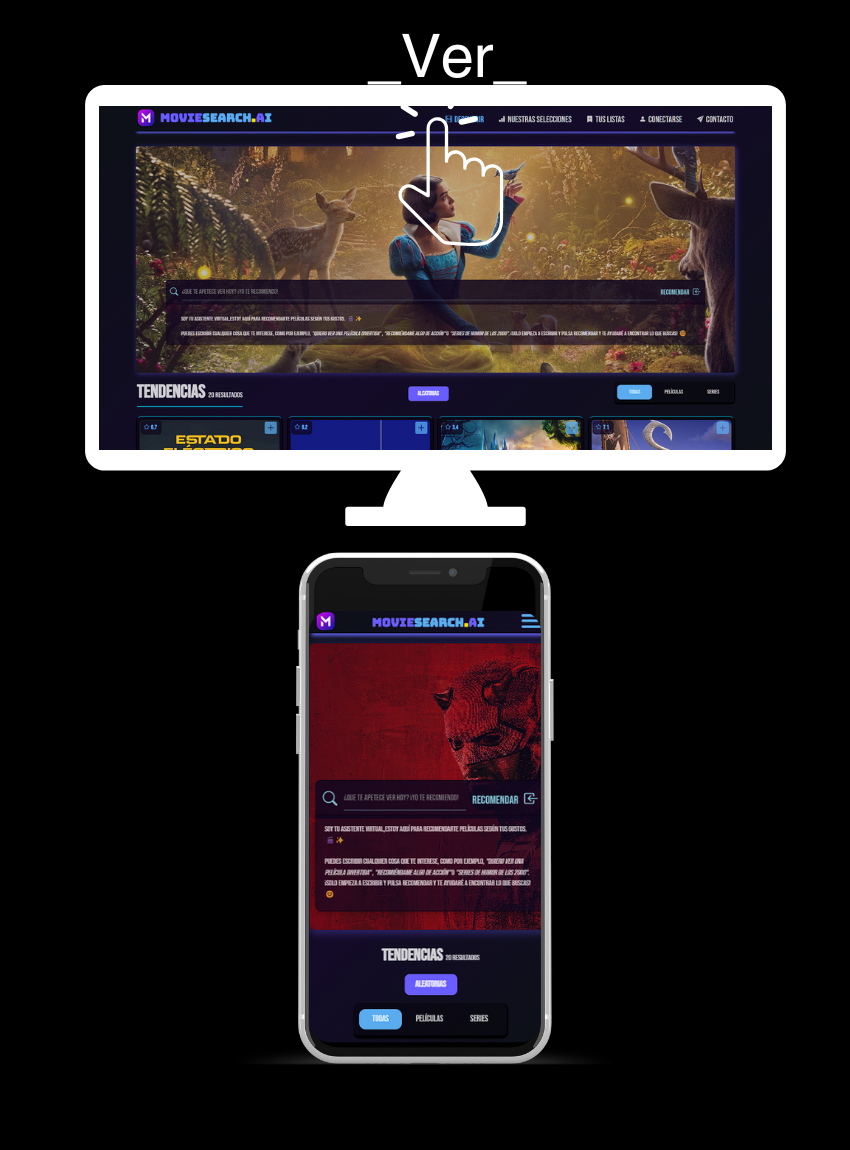 _Ver_
M MOVIESEARCH.AI
NUESTRAS SELECCIONES TUS LISTAS CONECTARSE CONTACTO
¿QUE TE APETECE VER HOY? ¡YO TE RECOMIENDO! RECOMENDAR
SOY TU ASISTENTE VIRTUAL,ESTOY AQUÍ PARA RECOMENDARTE PELÍCULAS SEGÚN TUS GUSTOS.
PUEDES ESCRIBIR CUALQUIER COSA QUE TE INTERESE, COMO POR EJEMPLO, "QUIERO VER UNA PELÍCULA DIVERTIDA", "RECOMIÉNDAME ALGO DE ACCIÓN"O "SERIES DE HUMOR DE LOS 2000". ¡SOLO EMPIEZA A ESCRIBIR Y PULSA RECOMENDAR Y TE AYUDARÉ A ENCONTRAR LO QUE BUSCAS!
TENDENCIAS 20 RESULTADOS ALEATORIAS TODAS PELÍCULAS SERIES
6.7 + 6.2 + + 7.1 +
ESTADO
ELÉCTRICO
M MOVIESEARCH.AI
¿QUE TE APETECE VER HOY? ¡YO TE RECOMIENDO! RECOMENDAR
SOY TU ASISTENTE VIRTUAL,ESTOY AQUÍ PARA RECOMENDARTE PELÍCULAS SEGÚN TUS GUSTOS.
PUEDES ESCRIBIR CUALQUIER COSA QUE TE INTERESE, COMO POR EJEMPLO, "QUIERO VER UNA
PELÍCULA DIVERTIDA", "RECOMIÉNDAME ALGO DE ACCIÓN"O "SERIES DE HUMOR DE LOS 2000".
¡SOLO EMPIEZA A ESCRIBIR Y PULSA RECOMENDAR Y TE AYUDARÉ A ENCONTRAR LO QUE BUSCAS!
TENDENCIAS 20 RESULTADOS
ALEATORIAS
TODAS PELÍCULAS SERIES